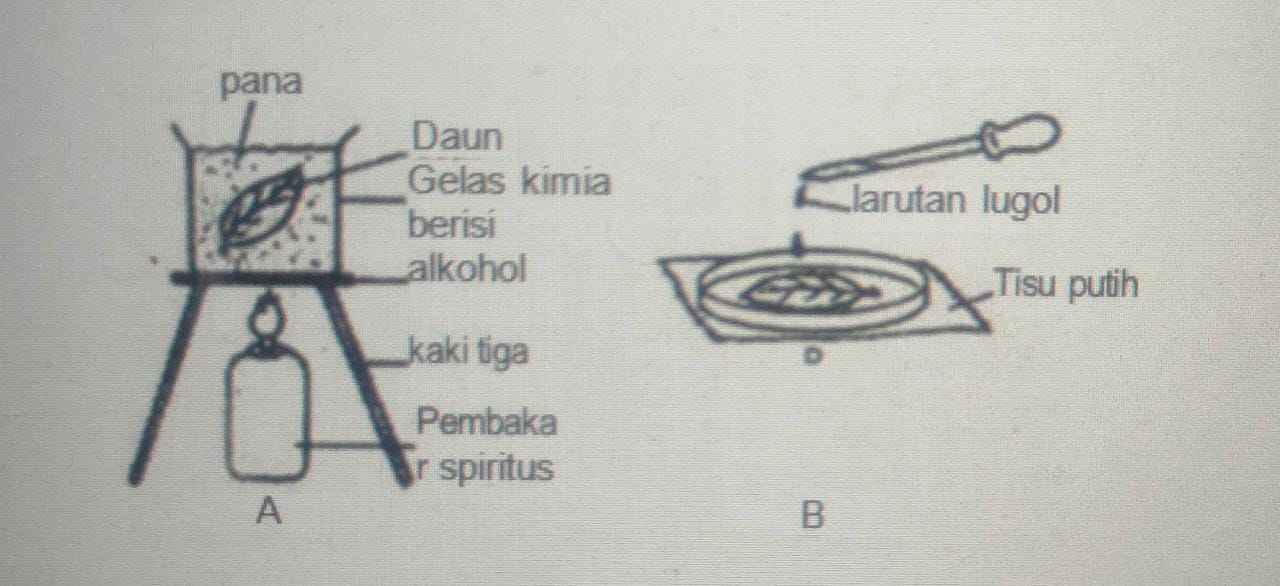 pana
Daun
Gelas kimia
berisi
alkohol
kaki tiga
Pembaka
r spiritus
A
larutan lugol
Tisu putih
B